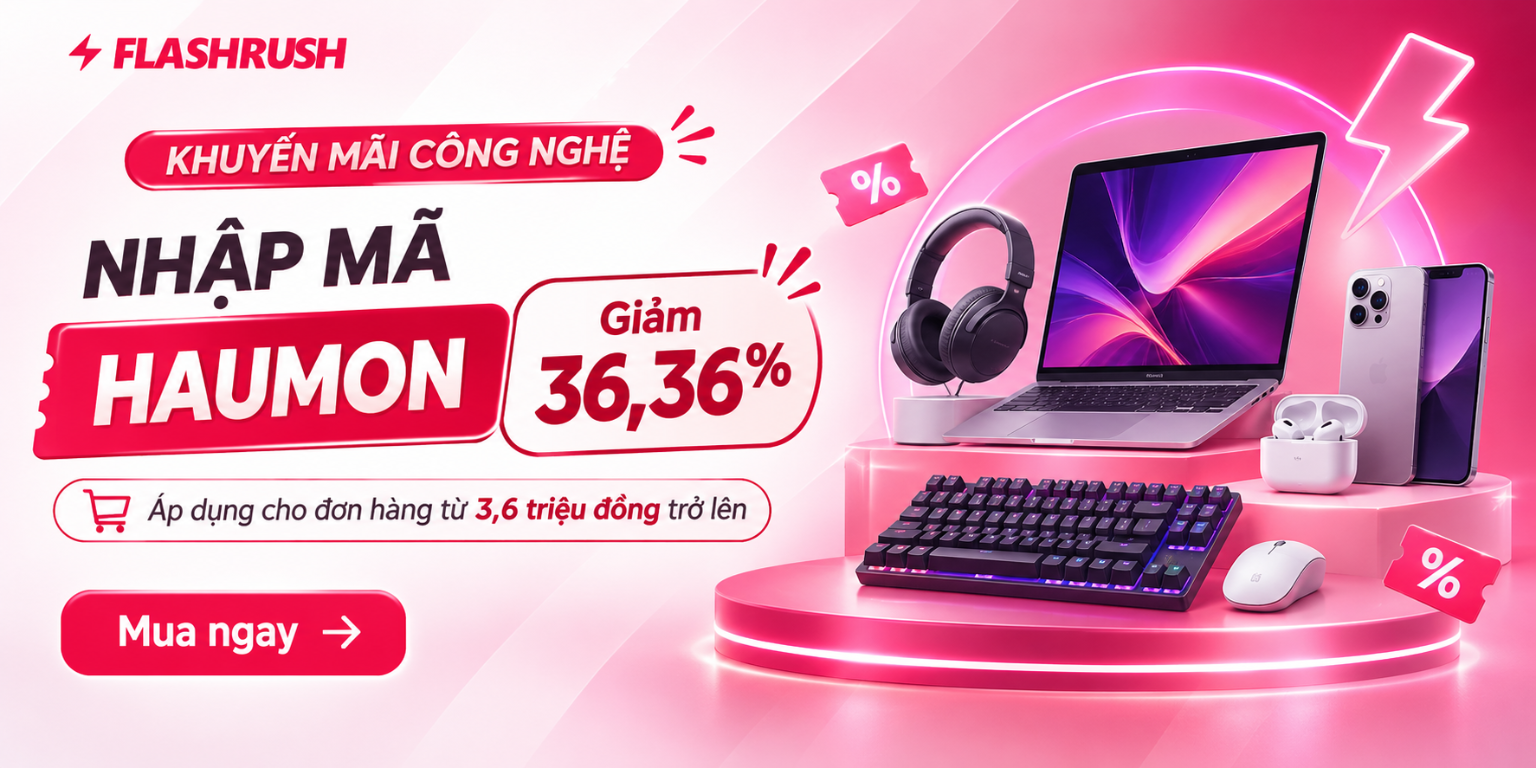 FLASHRUSH
KHUYẾN MÃI CÔNG NGHỆ
NHẬP MÃ
HAUMON
Giảm
36,36%
Áp dụng cho đơn hàng từ 3,6 triệu đồng trở lên
Mua ngay →
%
%